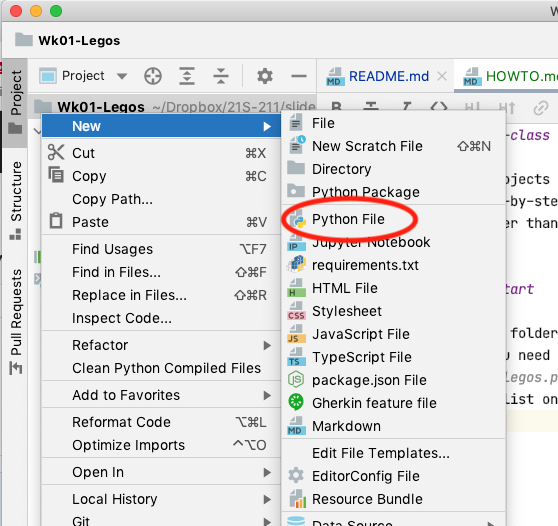 W
Wk01-Legos
Project
Project
README.md
HOWTO.m
Wk01-Legos ~/Dropbox/21S-211/slide
New
Cut ⌘X
Copy ⌘C
Copy Path...
Paste ⌘V
Find Usages ⌥F7
Find in Files... ⇧⌘F
Replace in Files... ⇧⌘R
Inspect Code...
Refactor
Clean Python Compiled Files
Add to Favorites
Reformat Code ⌥⌘L
Optimize Imports ^⌥O
Open In
Local History
Git
File
New Scratch File ⇧⌘N
Directory
Python Package
Python File
Jupyter Notebook
requirements.txt
HTML File
Stylesheet
JavaScript File
TypeScript File
package.json File
Gherkin feature file
Markdown
Edit File Templates...
EditorConfig File
Resource Bundle
Data Source
Structure
Pull Requests
-class
ojects
-by-ste
er than
tart
folder
u need
legos.p
list on